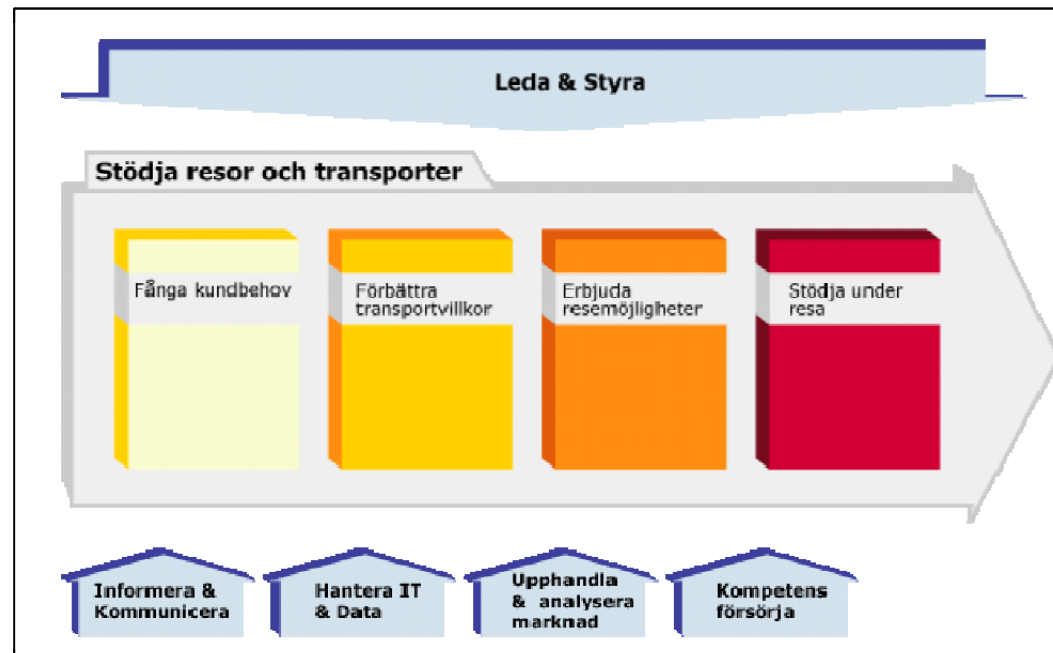 Leda & Styra
Stödja resor och transporter
Fånga kundbehov
Förbättra
transportvillkor
Erbjuda
resemöjligheter
Stödja under
resa
Informera &
Kommunicera
Hantera IT
& Data
Upphandla
& analysera
marknad
Kompetens
försörja